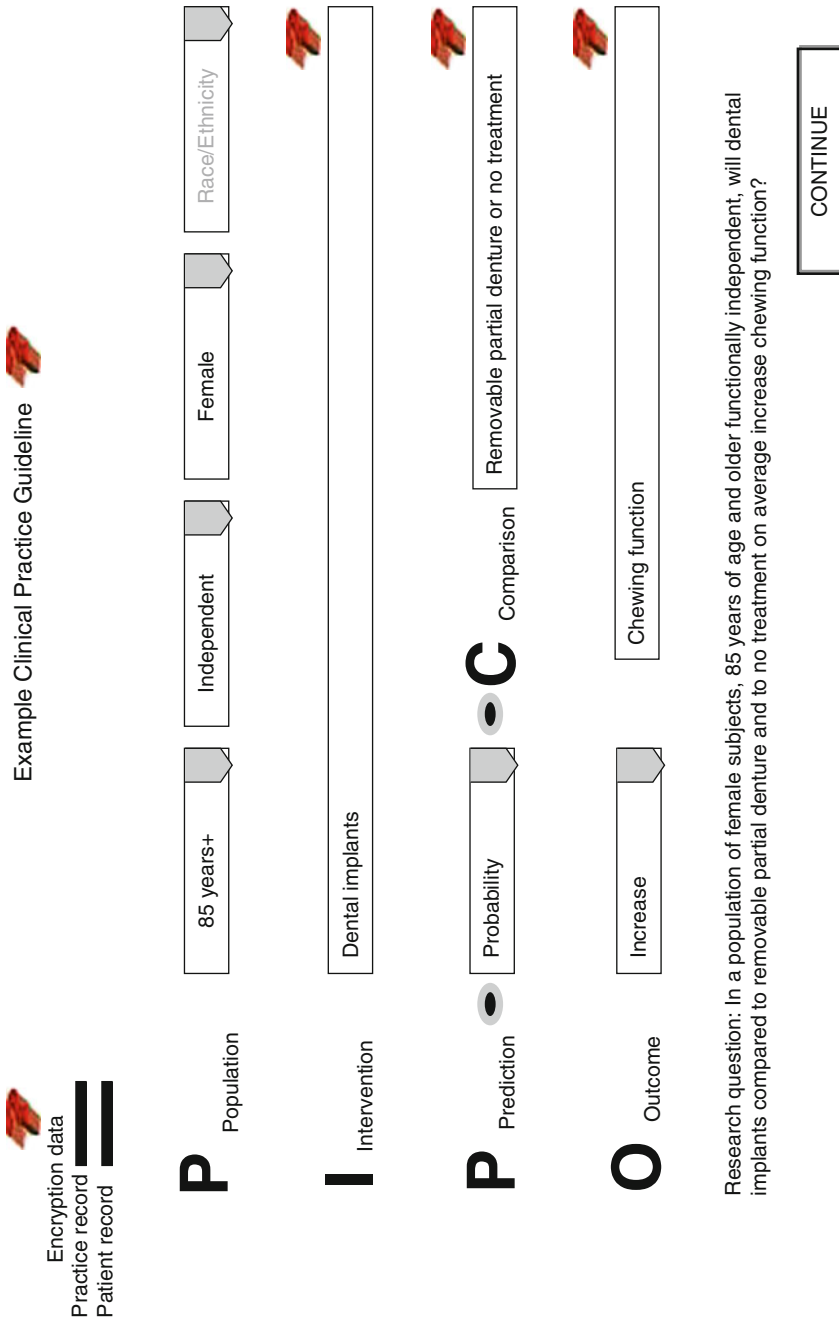 Example Clinical Practice Guideline
Encryption data
Practice record
Patient record
P Population
85 years+
Independent
Female
Race/Ethnicity
I Intervention
Dental implants
P Prediction
Probability
C Comparison
Removable partial denture or no treatment
O Outcome
Increase
Chewing function
Research question: In a population of female subjects, 85 years of age and older functionally independent, will dental
implants compared to removable partial denture and to no treatment on average increase chewing function?
CONTINUE